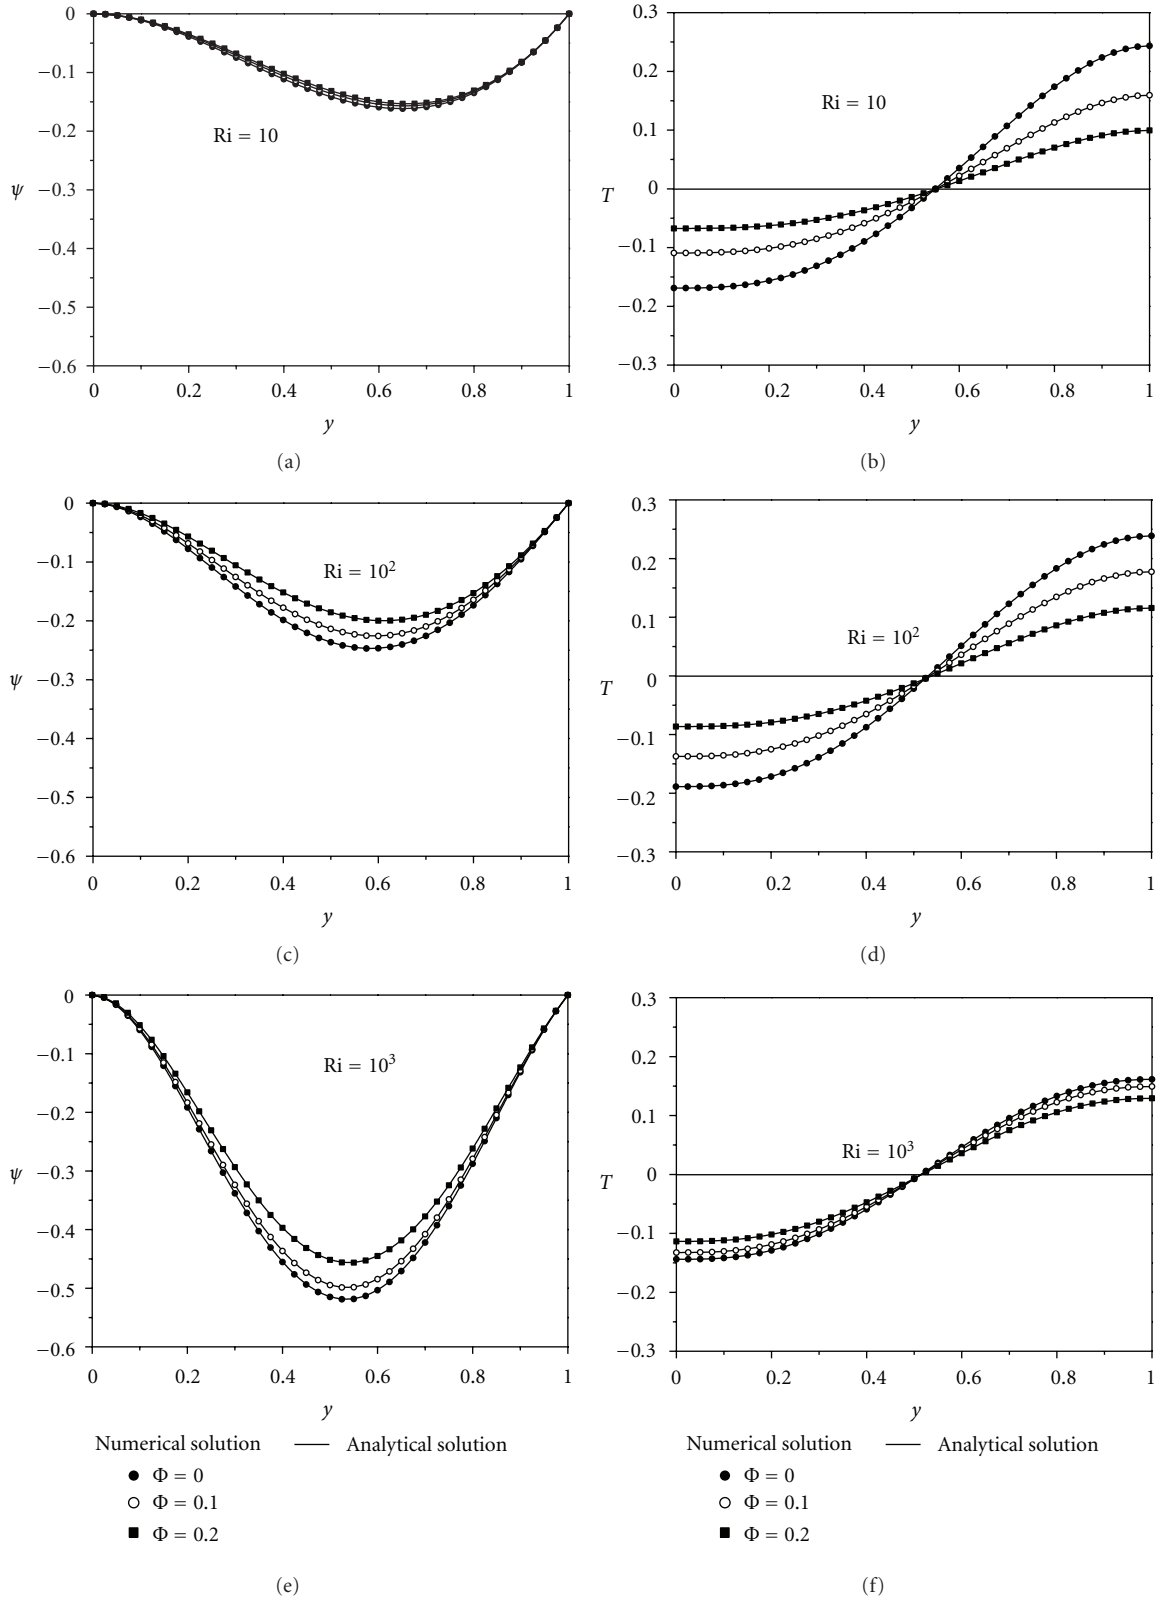 0
−0.1
−0.2
−0.3
−0.4
−0.5
−0.6
ψ
Ri = 10
0 0.2 0.4 0.6 0.8 1
y
(a)
0.3
0.2
0.1
0
−0.1
−0.2
−0.3
T
Ri = 10
0 0.2 0.4 0.6 0.8 1
y
(b)
0
−0.1
−0.2
−0.3
−0.4
−0.5
−0.6
ψ
Ri = 10²
0 0.2 0.4 0.6 0.8 1
y
(c)
0.3
0.2
0.1
0
−0.1
−0.2
−0.3
T
Ri = 10²
0 0.2 0.4 0.6 0.8 1
y
(d)
0
−0.1
−0.2
−0.3
−0.4
−0.5
−0.6
ψ
Ri = 10³
0 0.2 0.4 0.6 0.8 1
y
Numerical solution Analytical solution
Φ = 0
Φ = 0.1
Φ = 0.2
(e)
0.3
0.2
0.1
0
−0.1
−0.2
−0.3
T
Ri = 10³
0 0.2 0.4 0.6 0.8 1
y
Numerical solution Analytical solution
Φ = 0
Φ = 0.1
Φ = 0.2
(f)